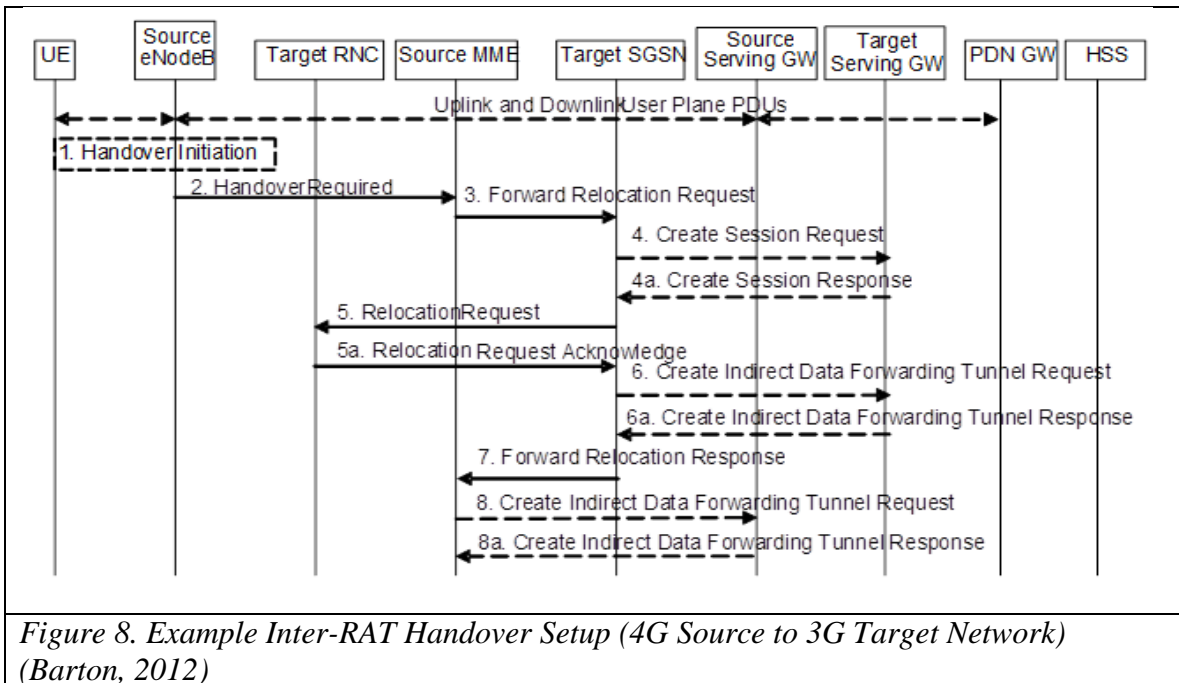 UE
Source
eNodeB
Target RNC
Source MME
Target SGSN
Source
Serving GW
Target
Serving GW
PDN GW
HSS
Uplink and Downlink User Plane PDUs
1. Handover Initiation
2. HandoverRequired
3. Forward Relocation Request
4. Create Session Request
4a. Create Session Response
5. RelocationRequest
5a. Relocation Request Acknowledge
6. Create Indirect Data Forwarding Tunnel Request
6a. Create Indirect Data Forwarding Tunnel Response
7. Forward Relocation Response
8. Create Indirect Data Forwarding Tunnel Request
8a. Create Indirect Data Forwarding Tunnel Response
Figure 8. Example Inter-RAT Handover Setup (4G Source to 3G Target Network)
(Barton, 2012)